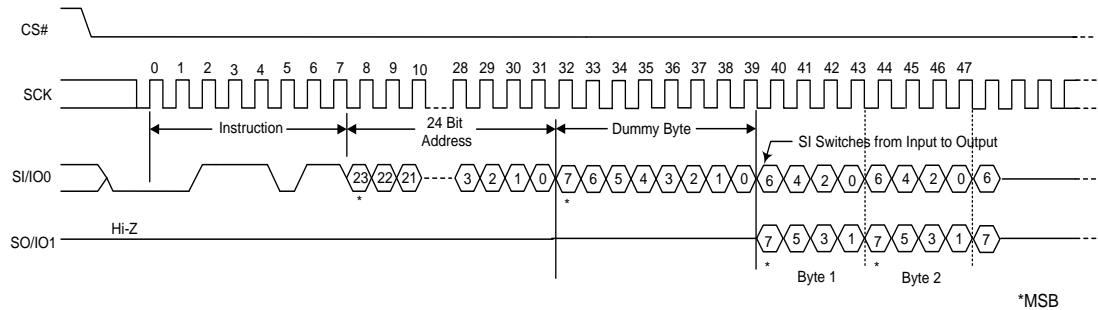 CS#
0 1 2 3 4 5 6 7 8 9 10 28 29 30 31 32 33 34 35 36 37 38 39 40 41 42 43 44 45 46 47
SCK
Instruction 24 Bit Address Dummy Byte
SI Switches from Input to Output
SI/IO0 23 22 21 3 2 1 0 7 6 5 4 3 2 1 0 6 4 2 0 6 4 2 0 6
* *
Hi-Z
SO/IO1 7 5 3 1 7 5 3 1 7
* *
Byte 1 Byte 2
*MSB